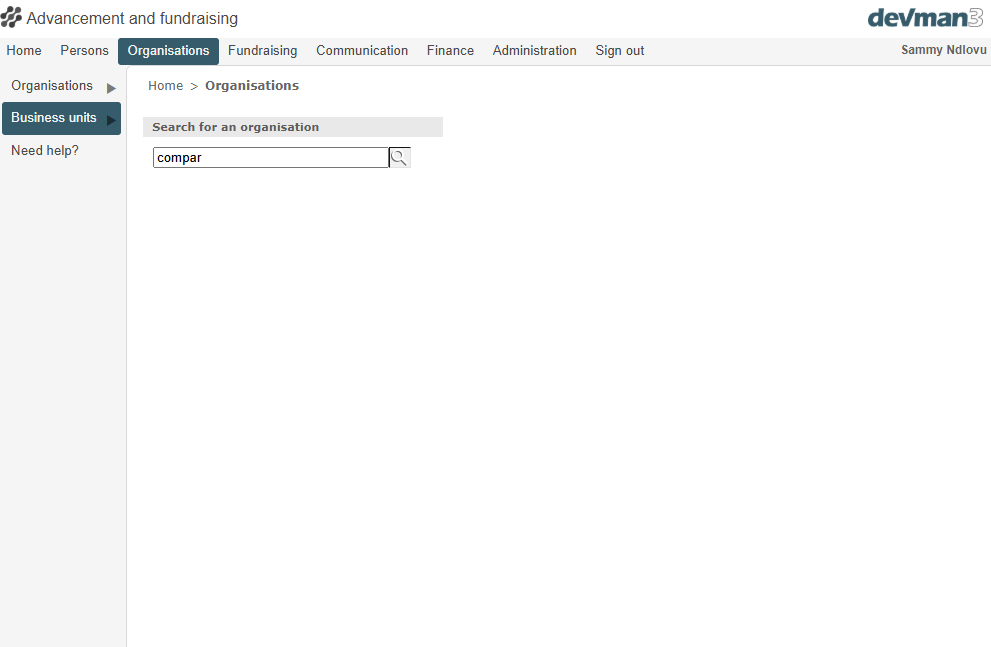 Advancement and fundraising
devman3
Home Persons Organisations Fundraising Communication Finance Administration Sign out Sammy Ndlovu
Organisations
Business units
Need help?
Home > Organisations
Search for an organisation
compar